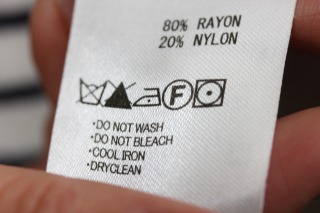 80% RAYON
20% NYLON
F
·DO NOT WASH
·DO NOT BLEACH
·COOL IRON
·DRYCLEAN